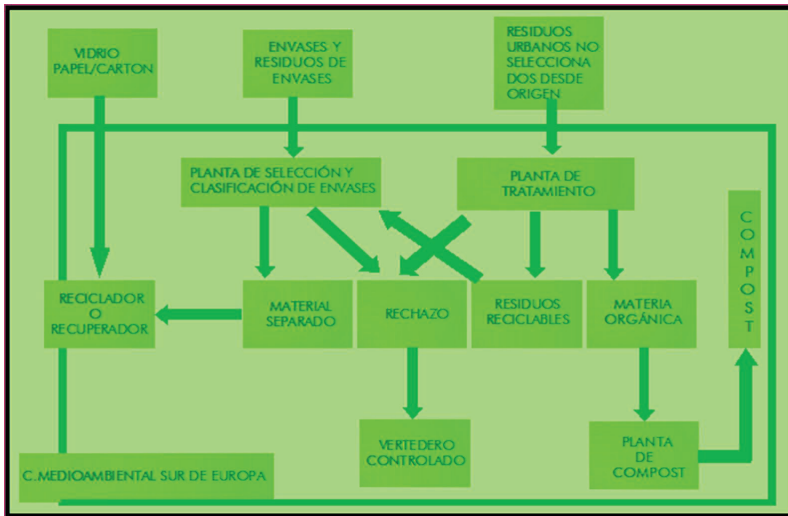 VIDRIO
PAPEL/CARTON
ENVASES Y
RESIDUOS DE
ENVASES
RESIDUOS
URBANOS NO
SELECCIONA
DOS DESDE
ORIGEN
PLANTA DE SELECCIÓN Y
CLASIFICACIÓN DE ENVASES
PLANTA DE
TRATAMIENTO
COMPOST
RECICLADOR
O
RECUPERADOR
MATERIAL
SEPARADO
RECHAZO
RESIDUOS
RECICLABLES
MATERIA
ORGÁNICA
VERTEDERO
CONTROLADO
PLANTA
DE
COMPOST
C.MEDIOAMBIENTAL SUR DE EUROPA